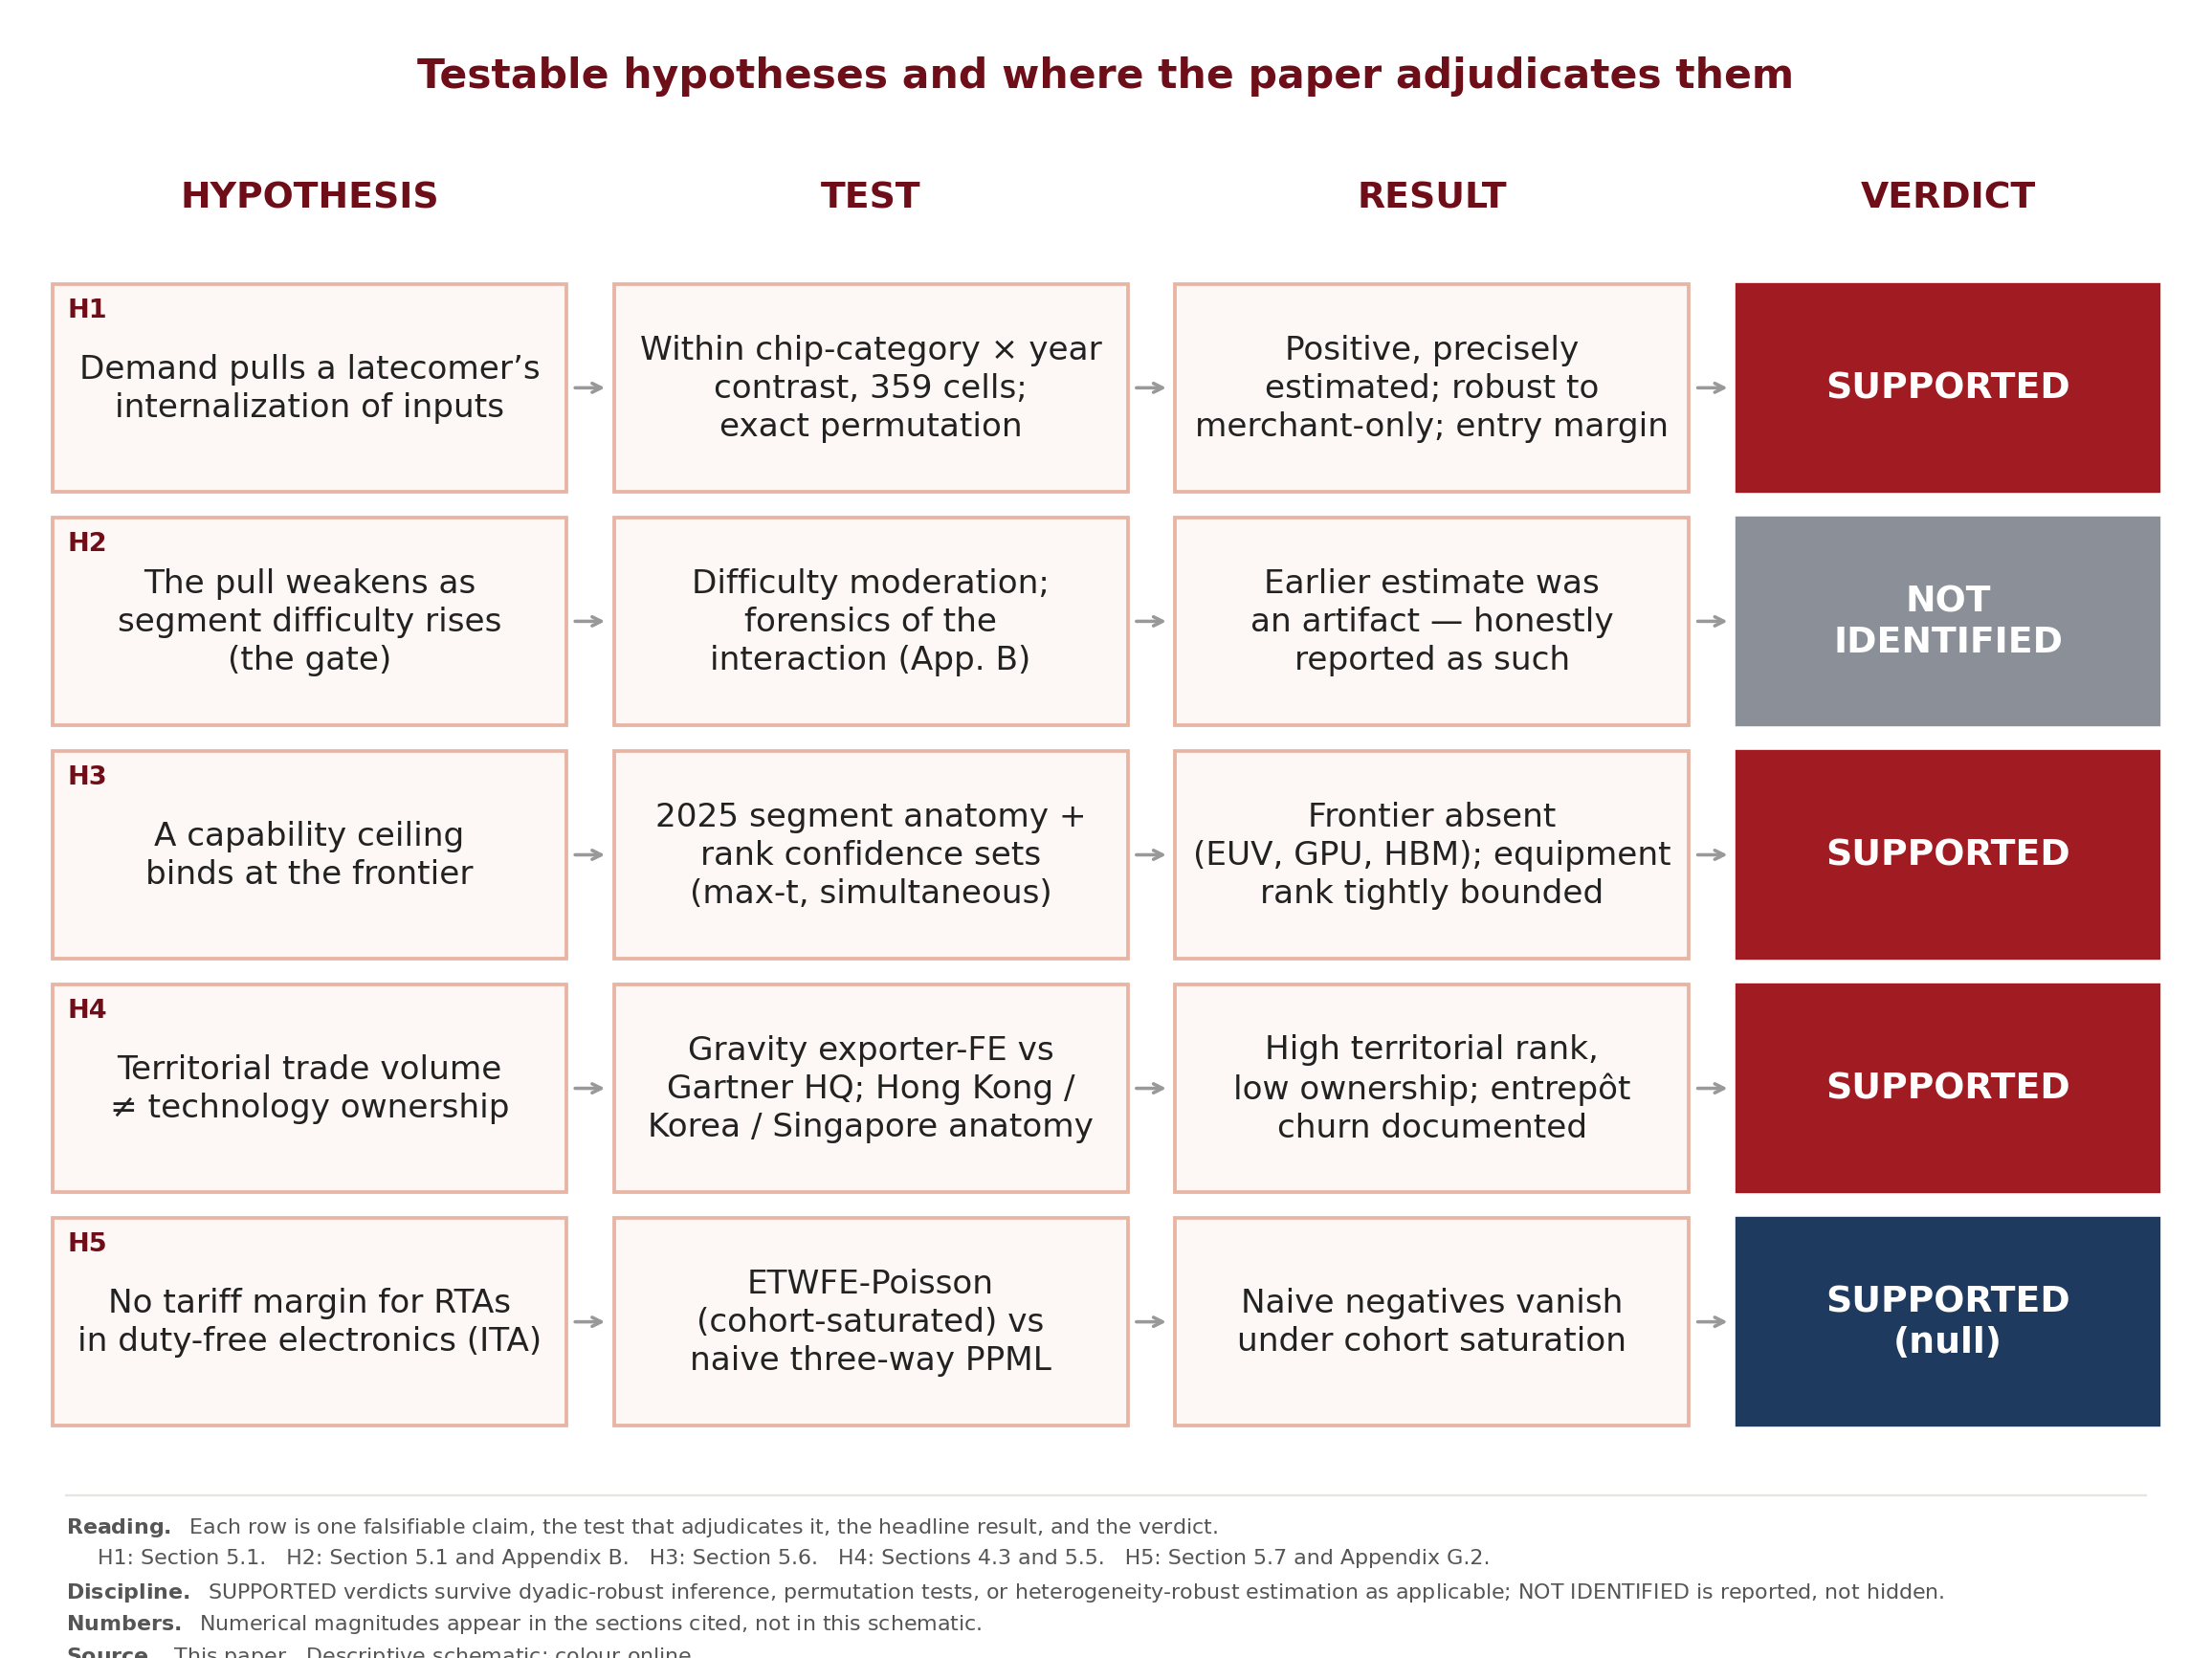 Testable hypotheses and where the paper adjudicates them
HYPOTHESIS
TEST
RESULT
VERDICT
H1
Demand pulls a latecomer’s
internalization of inputs
Within chip-category × year
contrast, 359 cells;
exact permutation
Positive, precisely
estimated; robust to
merchant-only; entry margin
SUPPORTED
H2
The pull weakens as
segment difficulty rises
(the gate)
Difficulty moderation;
forensics of the
interaction (App. B)
Earlier estimate was
an artifact — honestly
reported as such
NOT
IDENTIFIED
H3
A capability ceiling
binds at the frontier
2025 segment anatomy +
rank confidence sets
(max-t, simultaneous)
Frontier absent
(EUV, GPU, HBM); equipment
rank tightly bounded
SUPPORTED
H4
Territorial trade volume
≠ technology ownership
Gravity exporter-FE vs
Gartner HQ; Hong Kong /
Korea / Singapore anatomy
High territorial rank,
low ownership; entrepôt
churn documented
SUPPORTED
H5
No tariff margin for RTAs
in duty-free electronics (ITA)
ETWFE-Poisson
(cohort-saturated) vs
naive three-way PPML
Naive negatives vanish
under cohort saturation
SUPPORTED
(null)
Reading. Each row is one falsifiable claim, the test that adjudicates it, the headline result, and the verdict.
H1: Section 5.1. H2: Section 5.1 and Appendix B. H3: Section 5.6. H4: Sections 4.3 and 5.5. H5: Section 5.7 and Appendix G.2.
Discipline. SUPPORTED verdicts survive dyadic-robust inference, permutation tests, or heterogeneity-robust estimation as applicable; NOT IDENTIFIED is reported, not hidden.
Numbers. Numerical magnitudes appear in the sections cited, not in this schematic.
Source. This paper. Descriptive schematic; colour online.